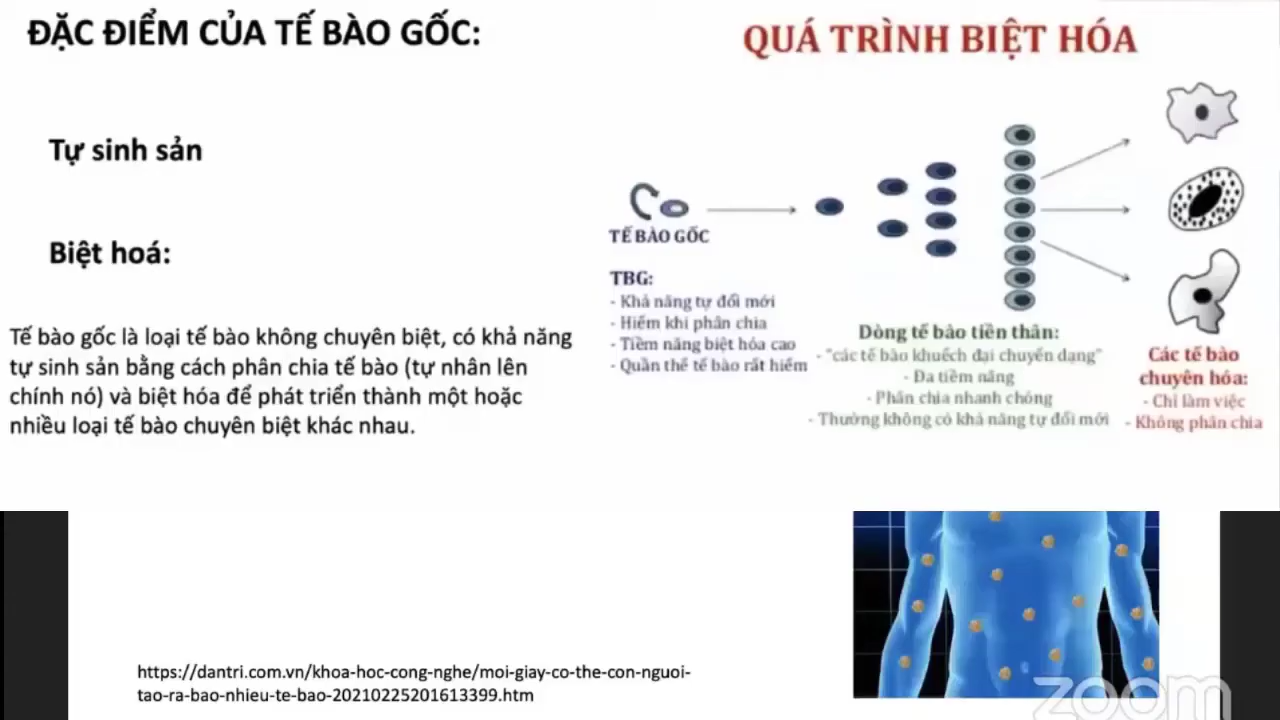 ĐẶC ĐIỂM CỦA TẾ BÀO GỐC:
Tự sinh sản
Biệt hoá:
Tế bào gốc là loại tế bào không chuyên biệt, có khả năng
tự sinh sản bằng cách phân chia tế bào (tự nhân lên
chính nó) và biệt hóa để phát triển thành một hoặc
nhiều loại tế bào chuyên biệt khác nhau.
QUÁ TRÌNH BIỆT HÓA
TẾ BÀO GỐC
TBG:
- Khả năng tự đổi mới
- Hiếm khi phân chia
- Tiềm năng biệt hóa cao
- Quần thể tế bào rất hiếm
Dòng tế bào tiền thân:
- "các tế bào khuếch đại chuyển dạng"
- Đa tiềm năng
- Phân chia nhanh chóng
- Thường không có khả năng tự đổi mới
Các tế bào
chuyên hóa:
- Chỉ làm việc
- Không phân chia
https://dantri.com.vn/khoa-hoc-cong-nghe/moi-giay-co-the-con-nguoi-
tao-ra-bao-nhieu-te-bao-20210225201613399.htm
zoom